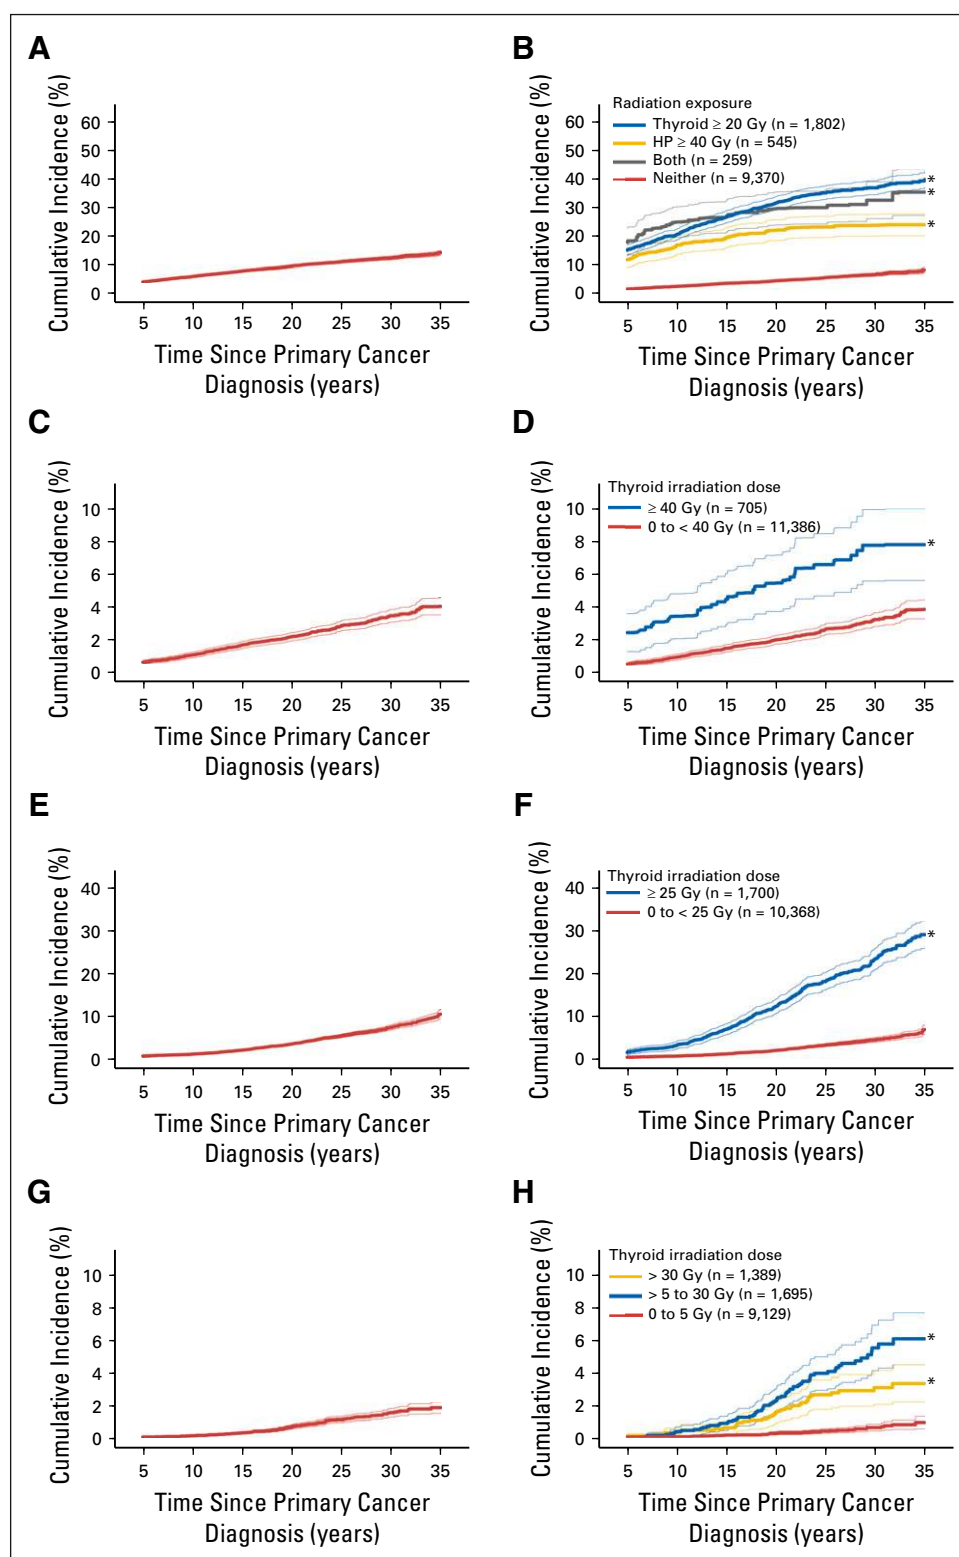 A
Cumulative Incidence (%)
60
50
40
30
20
10
0
5 10 15 20 25 30 35
Time Since Primary Cancer
Diagnosis (years)
B
Cumulative Incidence (%)
60
50
40
30
20
10
0
Radiation exposure
Thyroid ≥ 20 Gy (n = 1,802)
HP ≥ 40 Gy (n = 545)
Both (n = 259)
Neither (n = 9,370)
*
*
*
5 10 15 20 25 30 35
Time Since Primary Cancer
Diagnosis (years)
C
Cumulative Incidence (%)
10
8
6
4
2
0
5 10 15 20 25 30 35
Time Since Primary Cancer
Diagnosis (years)
D
Cumulative Incidence (%)
10
8
6
4
2
0
Thyroid irradiation dose
≥ 40 Gy (n = 705)
0 to < 40 Gy (n = 11,386)
*
5 10 15 20 25 30 35
Time Since Primary Cancer
Diagnosis (years)
E
Cumulative Incidence (%)
40
30
20
10
0
5 10 15 20 25 30 35
Time Since Primary Cancer
Diagnosis (years)
F
Cumulative Incidence (%)
40
30
20
10
0
Thyroid irradiation dose
≥ 25 Gy (n = 1,700)
0 to < 25 Gy (n = 10,368)
*
5 10 15 20 25 30 35
Time Since Primary Cancer
Diagnosis (years)
G
Cumulative Incidence (%)
10
8
6
4
2
0
5 10 15 20 25 30 35
Time Since Primary Cancer
Diagnosis (years)
H
Cumulative Incidence (%)
10
8
6
4
2
0
Thyroid irradiation dose
> 30 Gy (n = 1,389)
> 5 to 30 Gy (n = 1,695)
0 to 5 Gy (n = 9,129)
*
*
5 10 15 20 25 30 35
Time Since Primary Cancer
Diagnosis (years)